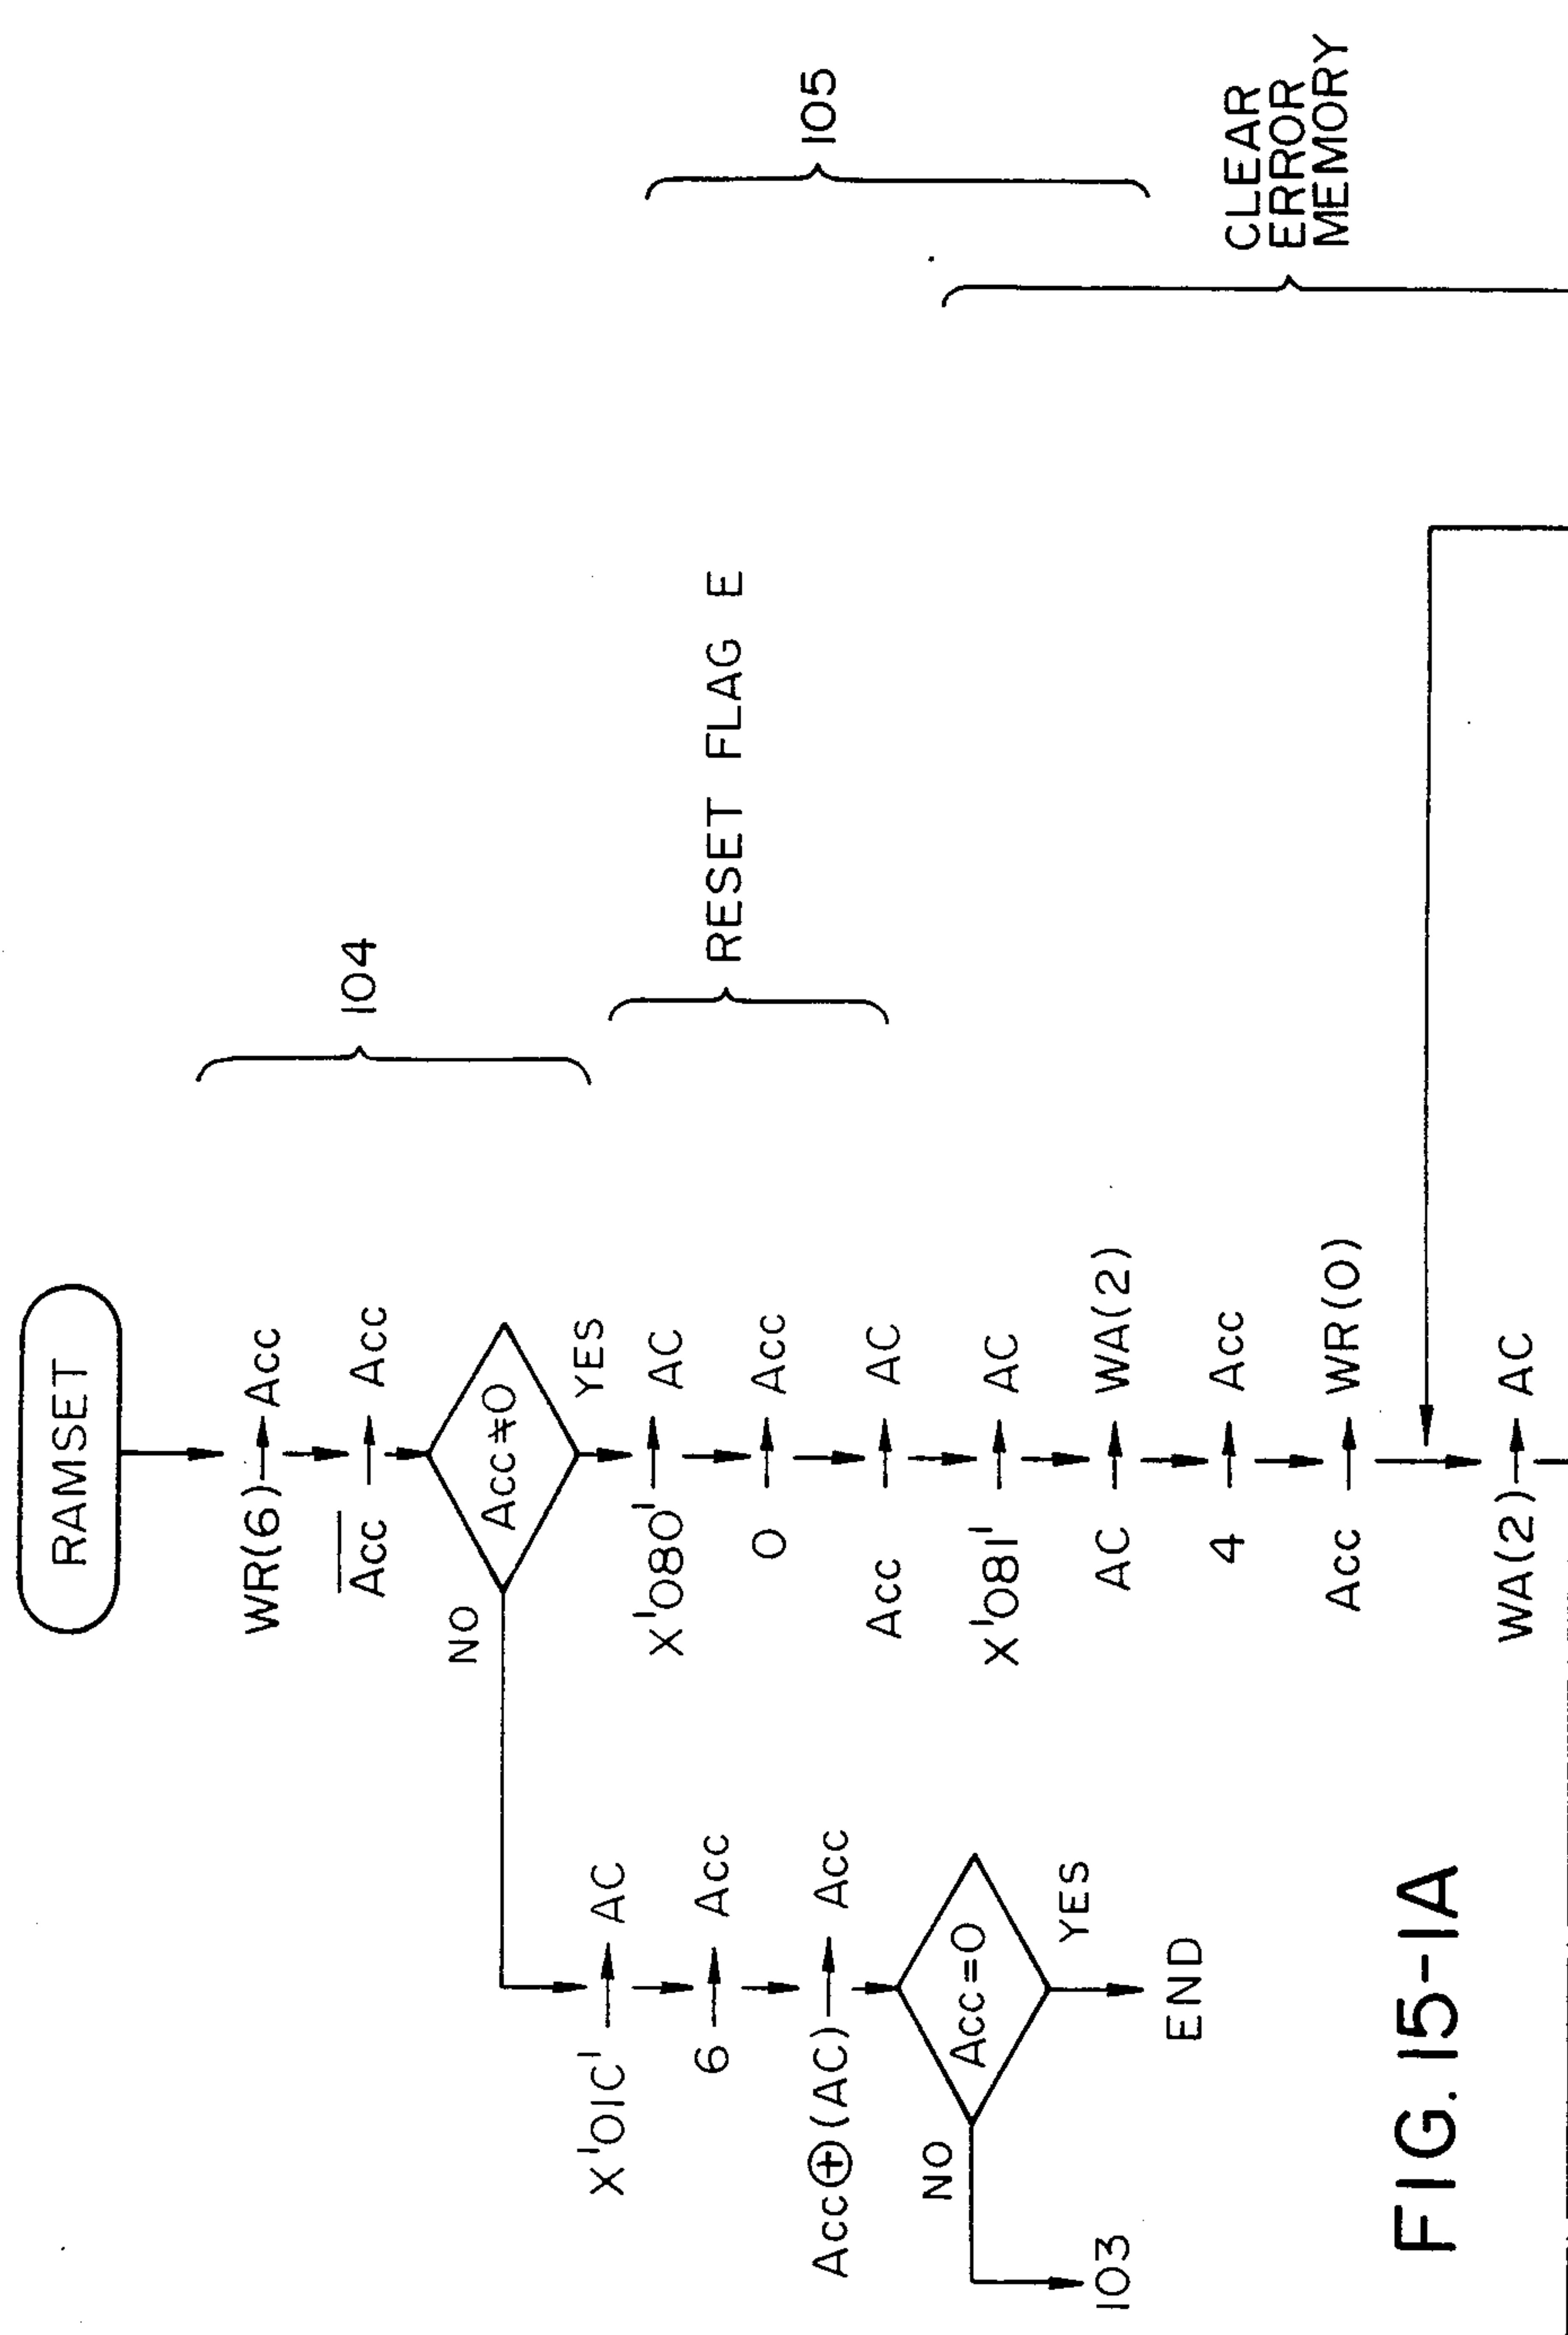 RAMSET
WR(6) → Acc
A̅c̅c̅ → Acc
104
Acc≠0
NO
YES
X'080' → AC
0 → Acc
RESET FLAG E
Acc → AC
X'081' → AC
105
AC → WA(2)
4 → Acc
Acc → WR(0)
CLEAR
ERROR
MEMORY
WA(2) → AC
X'01C' → AC
6 → Acc
Acc⊕(AC) → Acc
Acc=0
NO
YES
103
END
FIG. 15-1A